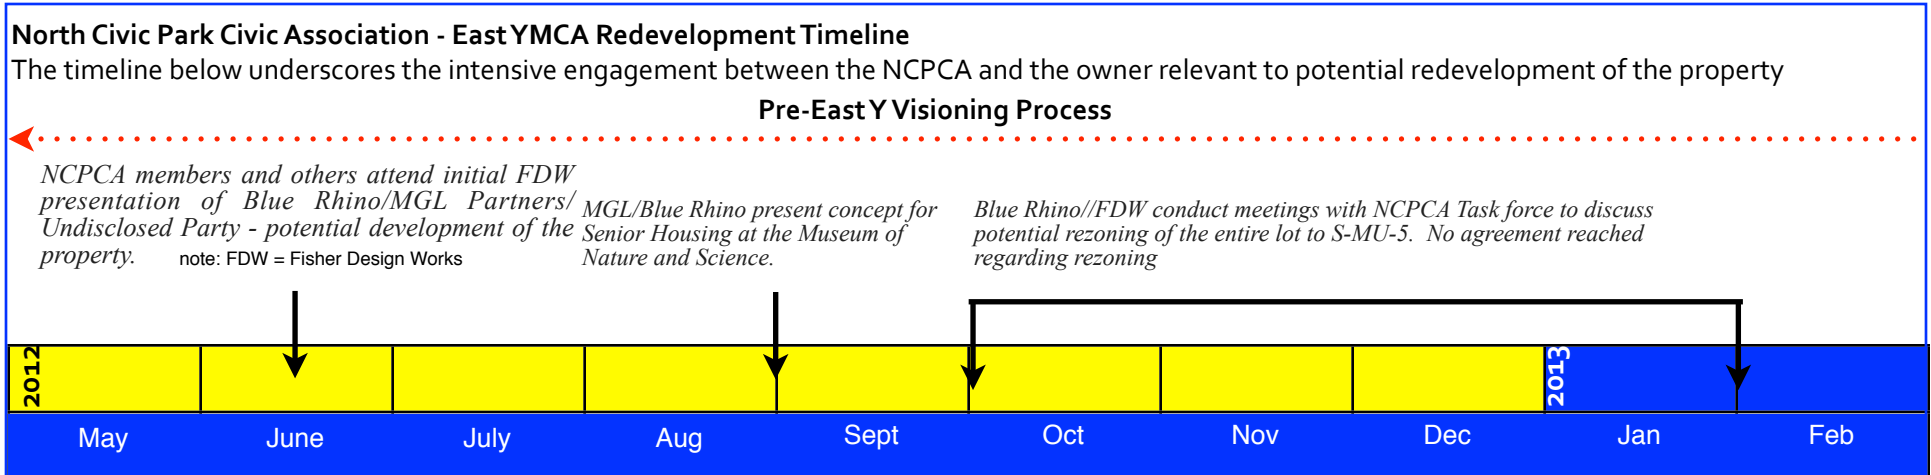 North Civic Park Civic Association - East YMCA Redevelopment Timeline
The timeline below underscores the intensive engagement between the NCPCA and the owner relevant to potential redevelopment of the property
Pre-East Y Visioning Process
NCPCA members and others attend initial FDW
presentation of Blue Rhino/MGL Partners/
Undisclosed Party - potential development of the
property.
note: FDW = Fisher Design Works
MGL/Blue Rhino present concept for
Senior Housing at the Museum of
Nature and Science.
Blue Rhino//FDW conduct meetings with NCPCA Task force to discuss
potential rezoning of the entire lot to S-MU-5. No agreement reached
regarding rezoning
2012
2013
May
June
July
Aug
Sept
Oct
Nov
Dec
Jan
Feb